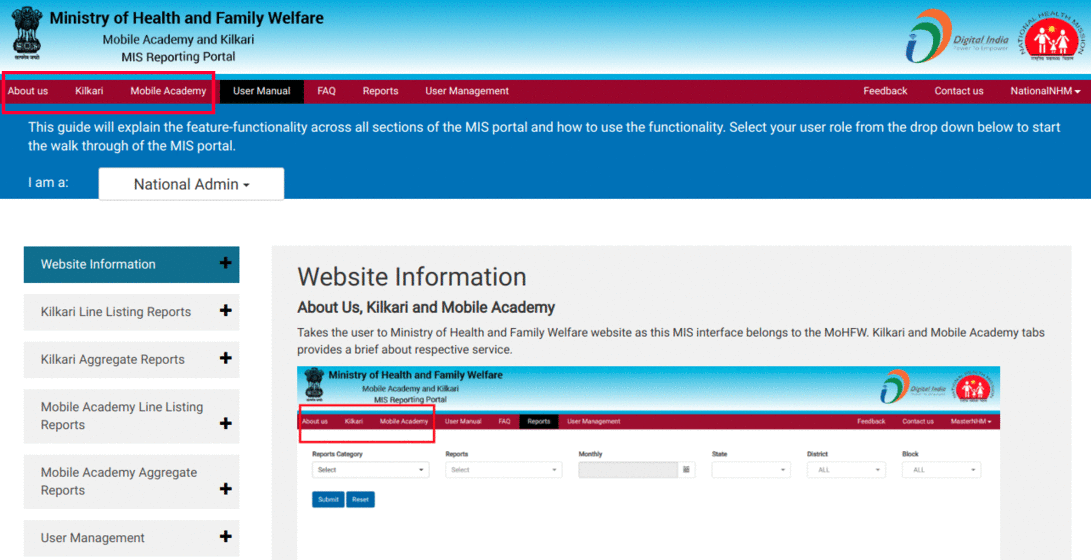 Ministry of Health and Family Welfare
Mobile Academy and Kilkari
MIS Reporting Portal
Digital India
Power To Empower
NATIONAL HEALTH MISSION
About us Kilkari Mobile Academy User Manual FAQ Reports User Management Feedback Contact us NationalNHM
This guide will explain the feature-functionality across all sections of the MIS portal and how to use the functionality. Select your user role from the drop down below to start
the walk through of the MIS portal.
I am a: National Admin
Website Information
Kilkari Line Listing Reports
Kilkari Aggregate Reports
Mobile Academy Line Listing
Reports
Mobile Academy Aggregate
Reports
User Management
Website Information
About Us, Kilkari and Mobile Academy
Takes the user to Ministry of Health and Family Welfare website as this MIS interface belongs to the MoHFW. Kilkari and Mobile Academy tabs
provides a brief about respective service.
Ministry of Health and Family Welfare
Mobile Academy and Kilkari
MIS Reporting Portal
Digital India
About us Kilkari Mobile Academy User Manual FAQ Reports User Management Feedback Contact us MasterNHM
Reports Category Reports Monthly State District Block
Select Select Select ALL ALL
Submit Reset